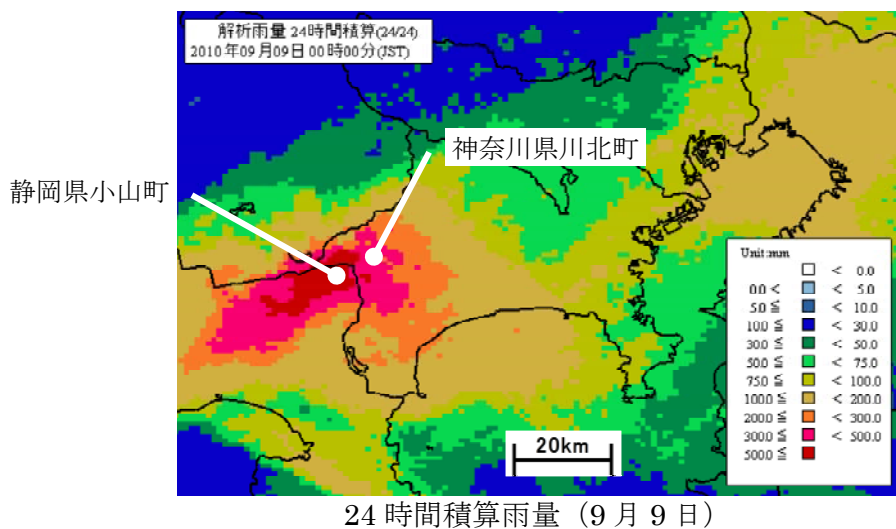 解析雨量 24時間積算(24/24)
2010年09月09日00時00分(JST)
神奈川県川北町
静岡県小山町
Unit:mm
< 0.0
0.0 < < 5.0
5.0 ≦ < 10.0
10.0 ≦ < 30.0
30.0 ≦ < 50.0
50.0 ≦ < 75.0
75.0 ≦ < 100.0
100.0 ≦ < 200.0
200.0 ≦ < 300.0
300.0 ≦ < 500.0
500.0 ≦
20km
24時間積算雨量（9月9日）